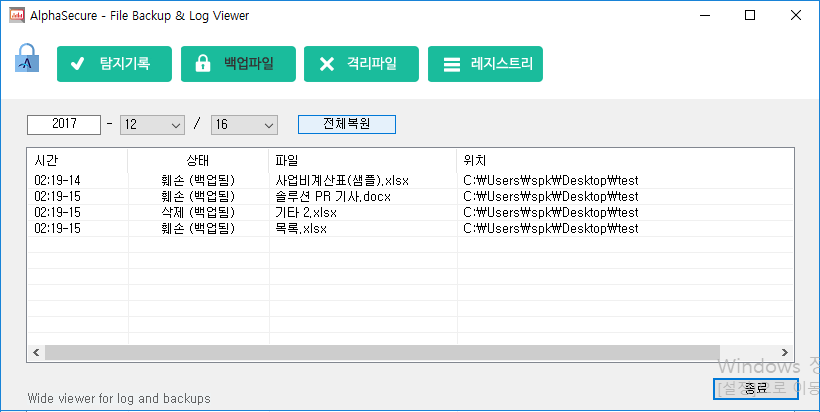 AlphaSecure - File Backup & Log Viewer
탐지기록 백업파일 격리파일 레지스트리
2017 - 12 / 16 전체복원
시간 상태 파일 위치
02:19-14 훼손 (백업됨) 사업비계산표(샘플).xlsx C:₩Users₩spk₩Desktop₩test
02:19-15 훼손 (백업됨) 솔루션 PR 기사.docx C:₩Users₩spk₩Desktop₩test
02:19-15 삭제 (백업됨) 기타 2.xlsx C:₩Users₩spk₩Desktop₩test
02:19-15 훼손 (백업됨) 목록.xlsx C:₩Users₩spk₩Desktop₩test
Windows 정
[설정]으로 이동
종료
Wide viewer for log and backups